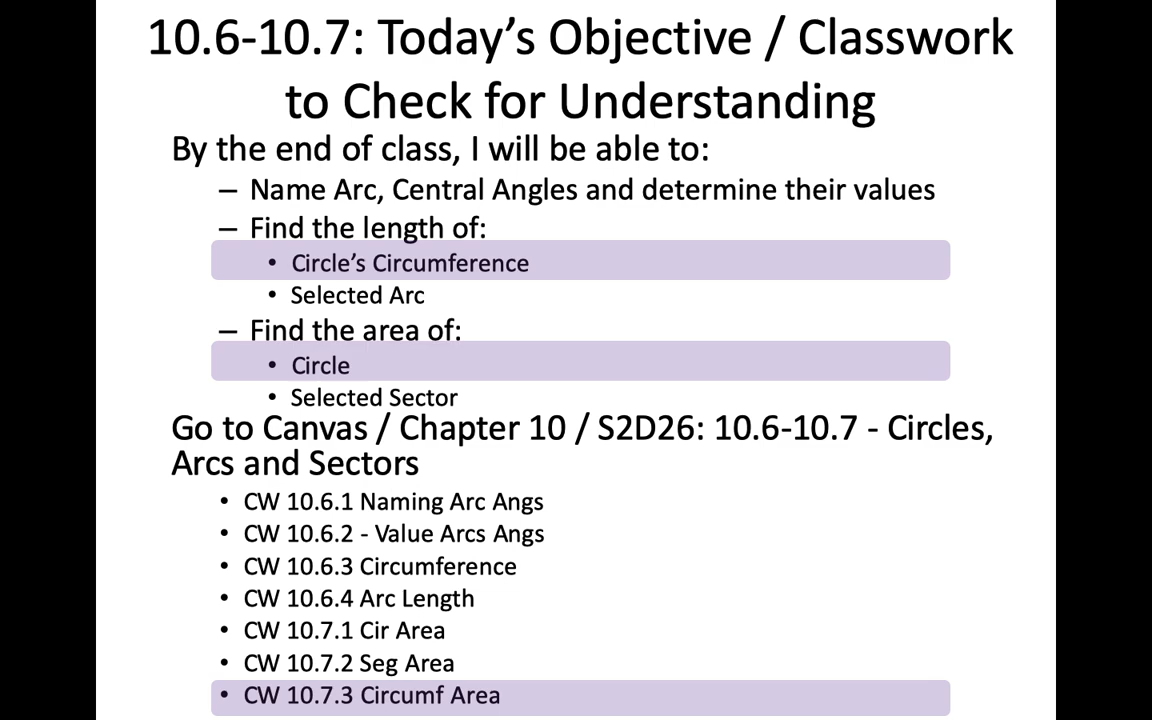 10.6-10.7: Today’s Objective / Classwork
to Check for Understanding
By the end of class, I will be able to:
– Name Arc, Central Angles and determine their values
– Find the length of:
• Circle’s Circumference
• Selected Arc
– Find the area of:
• Circle
• Selected Sector
Go to Canvas / Chapter 10 / S2D26: 10.6-10.7 - Circles,
Arcs and Sectors
• CW 10.6.1 Naming Arc Angs
• CW 10.6.2 - Value Arcs Angs
• CW 10.6.3 Circumference
• CW 10.6.4 Arc Length
• CW 10.7.1 Cir Area
• CW 10.7.2 Seg Area
• CW 10.7.3 Circumf Area